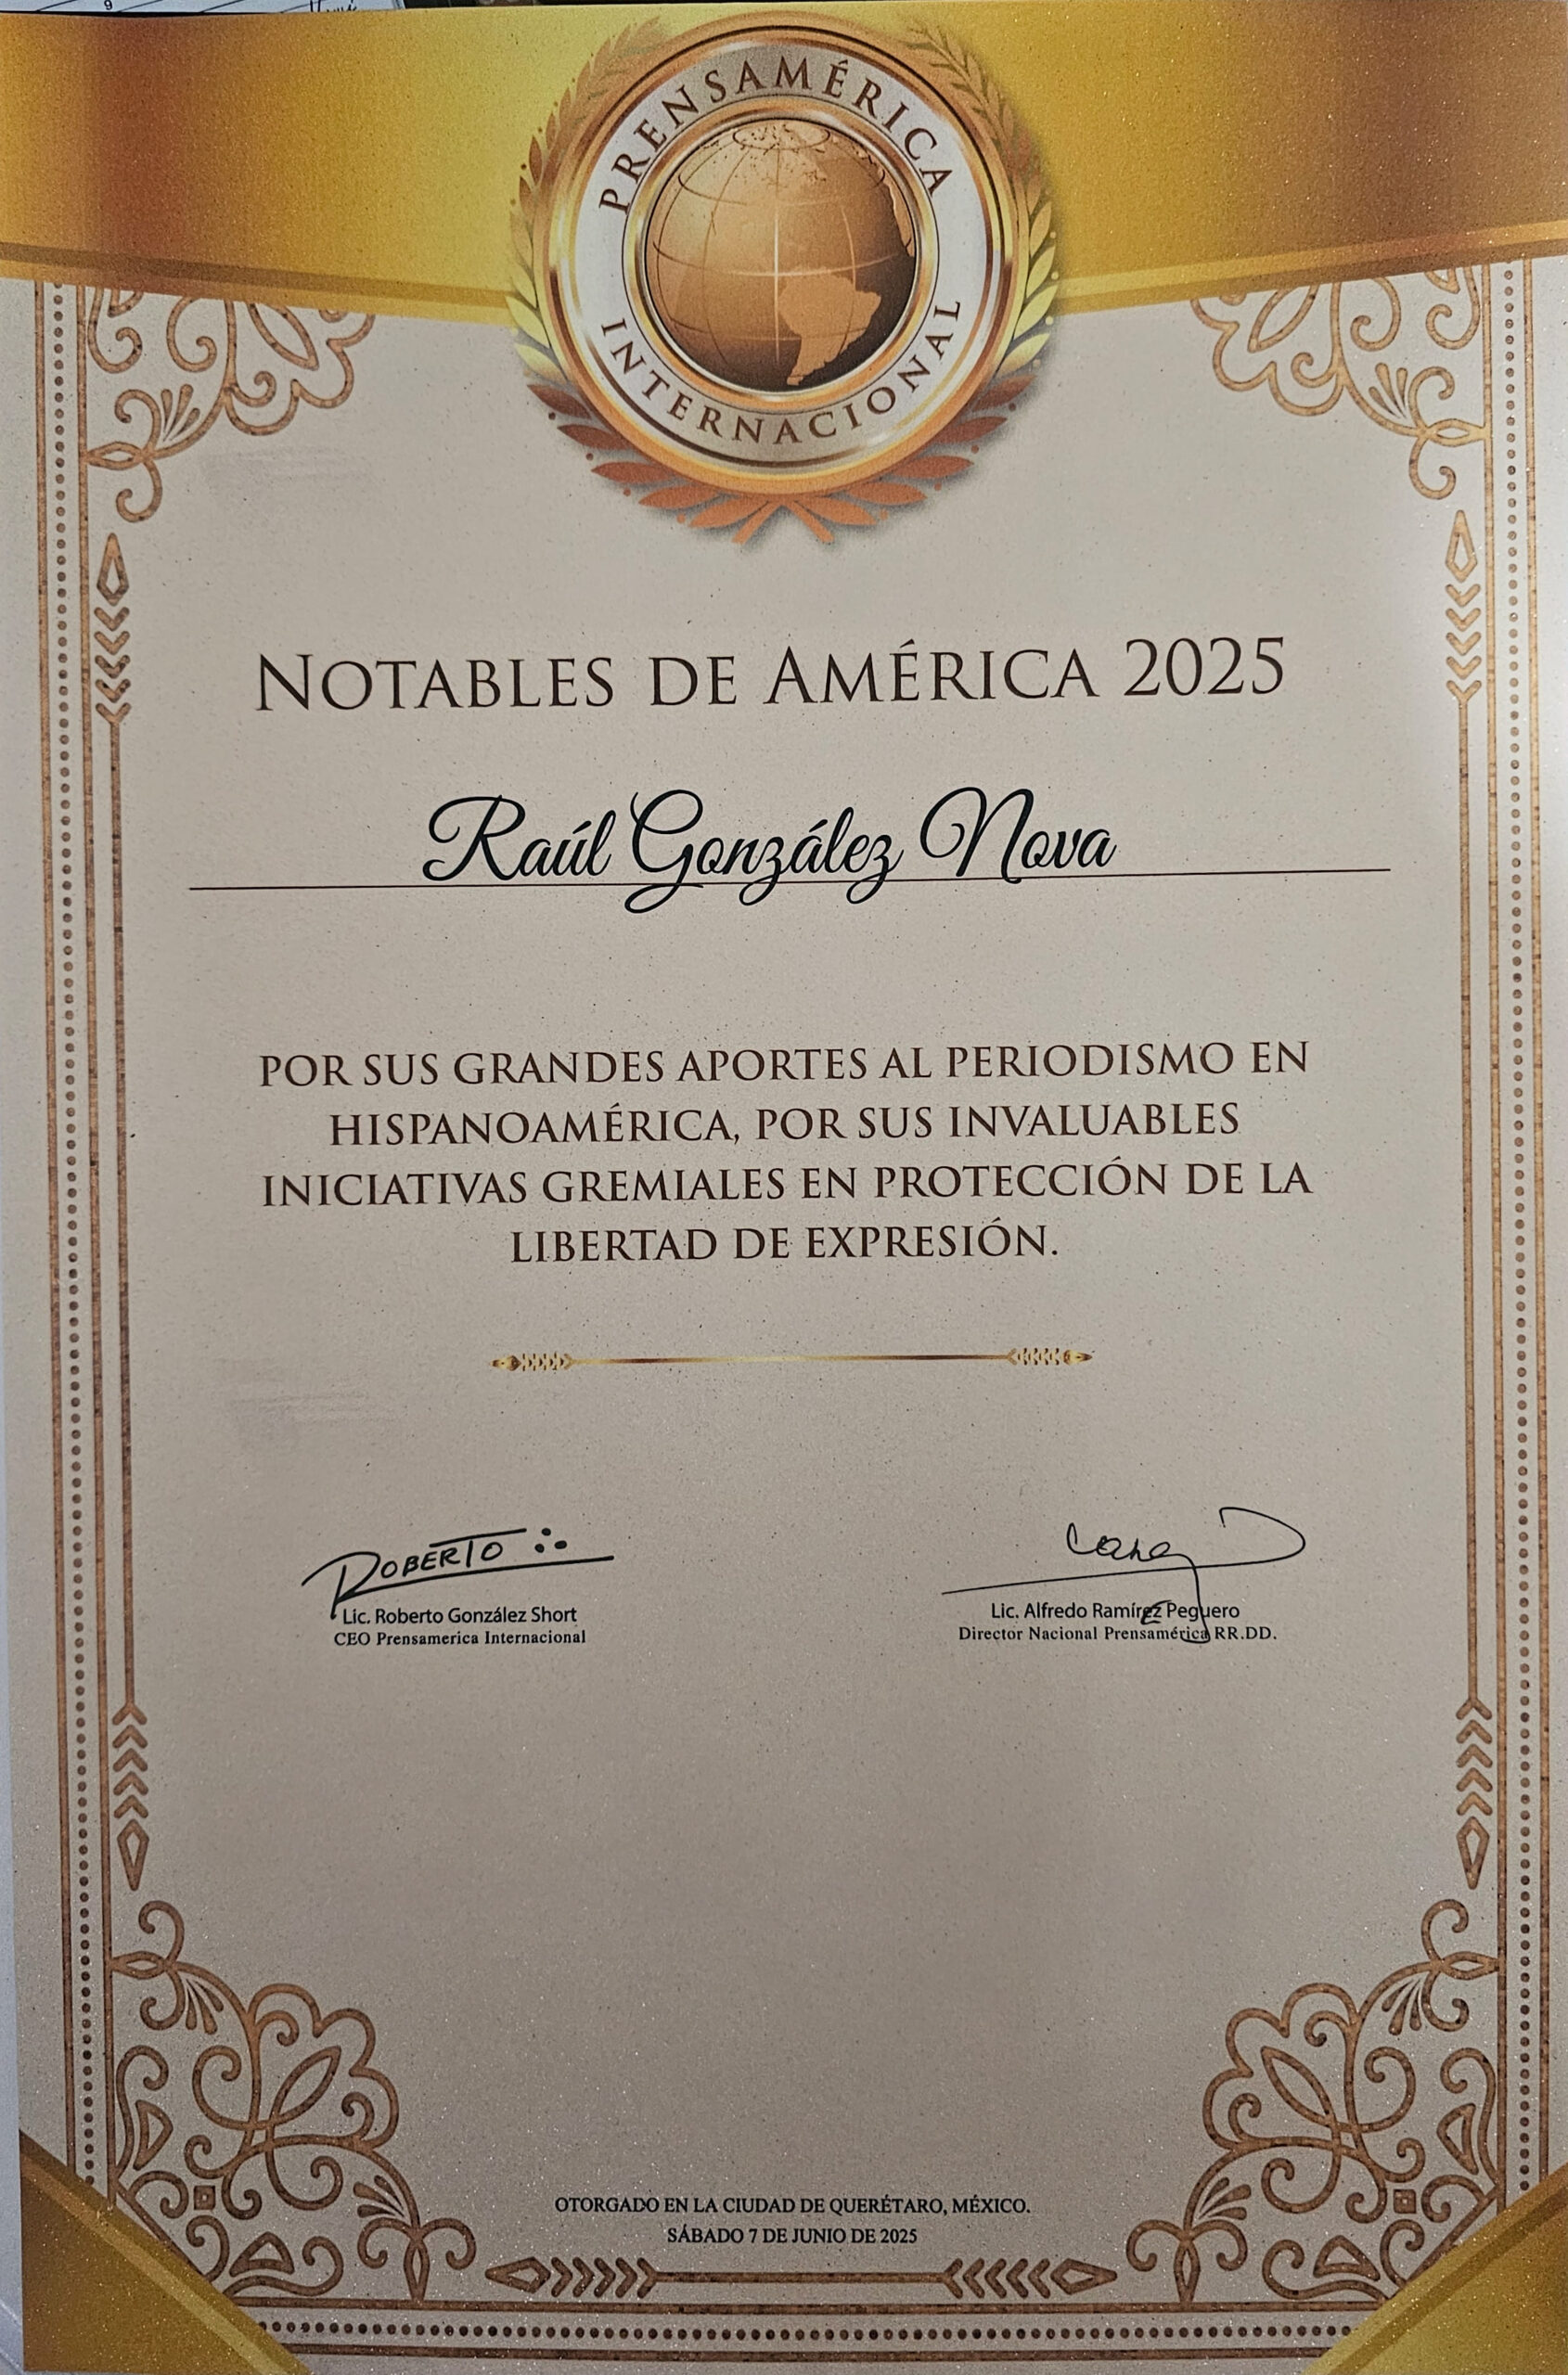 PRENSAMÉRICA
INTERNACIONAL
NOTABLES DE AMÉRICA 2025
Raúl González Nova
POR SUS GRANDES APORTES AL PERIODISMO EN
HISPANOAMÉRICA, POR SUS INVALUABLES
INICIATIVAS GREMIALES EN PROTECCIÓN DE LA
LIBERTAD DE EXPRESIÓN.
ROBERTO
Lic. Roberto González Short
CEO Prensamerica Internacional
Lic. Alfredo Ramírez Peguero
Director Nacional Prensamérica RR.DD.
OTORGADO EN LA CIUDAD DE QUERÉTARO, MÉXICO.
SÁBADO 7 DE JUNIO DE 2025